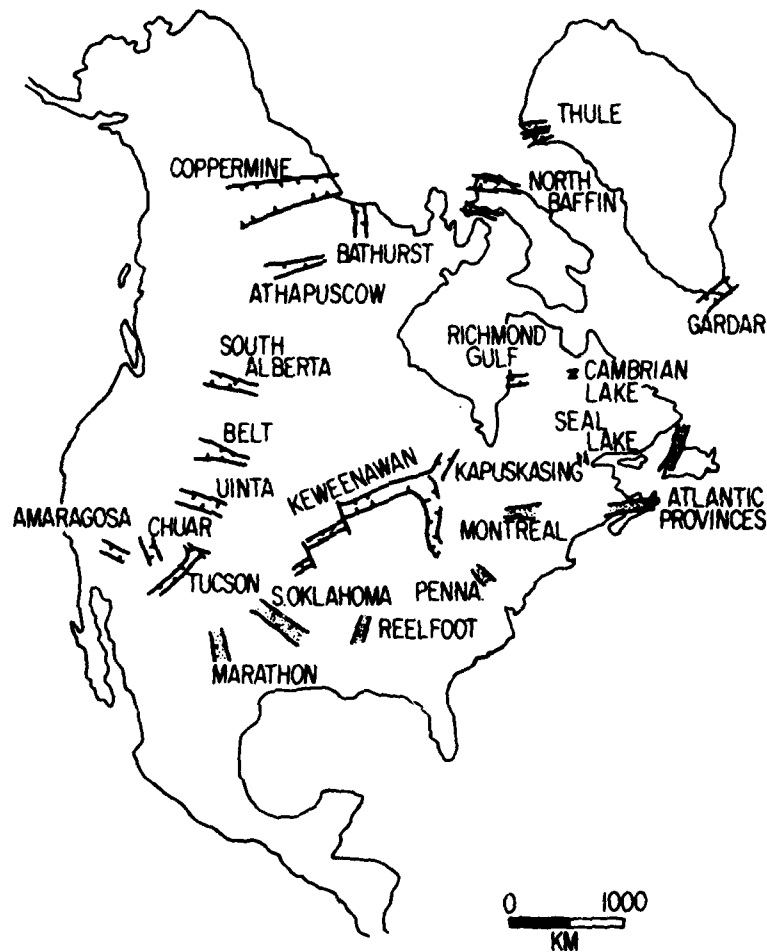 THULE
COPPERMINE
NORTH
BAFFIN
BATHURST
ATHAPUSCOW
GARDAR
RICHMOND
GULF
SOUTH
ALBERTA
CAMBRIAN
LAKE
SEAL
LAKE
BELT
KEWEENAWAN
KAPUSKASING
UINTA
AMARAGOSA
CHUAR
ATLANTIC
PROVINCES
MONTREAL
TUCSON
S.OKLAHOMA
PENNA.
REELFOOT
MARATHON
0 1000
KM